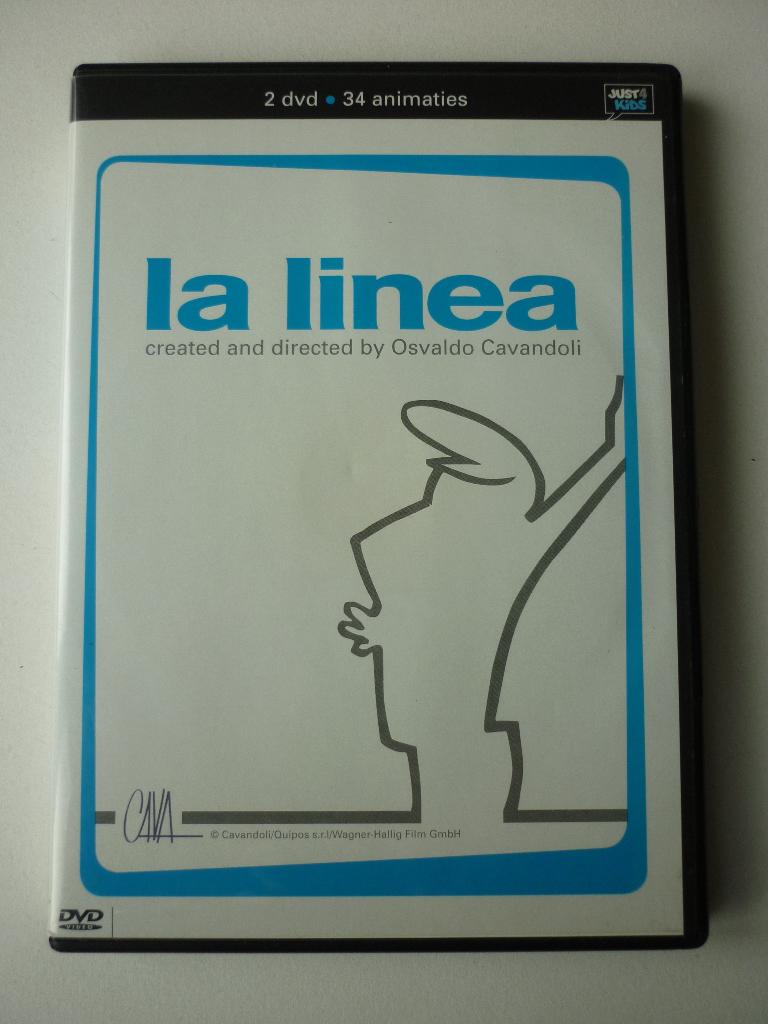 2 dvd • 34 animaties
JUST4
KiDS
la linea
created and directed by Osvaldo Cavandoli
CAVA
© Cavandoli/Quipos s.r.l/Wagner-Hallig Film GmbH
DVD
VIDEO